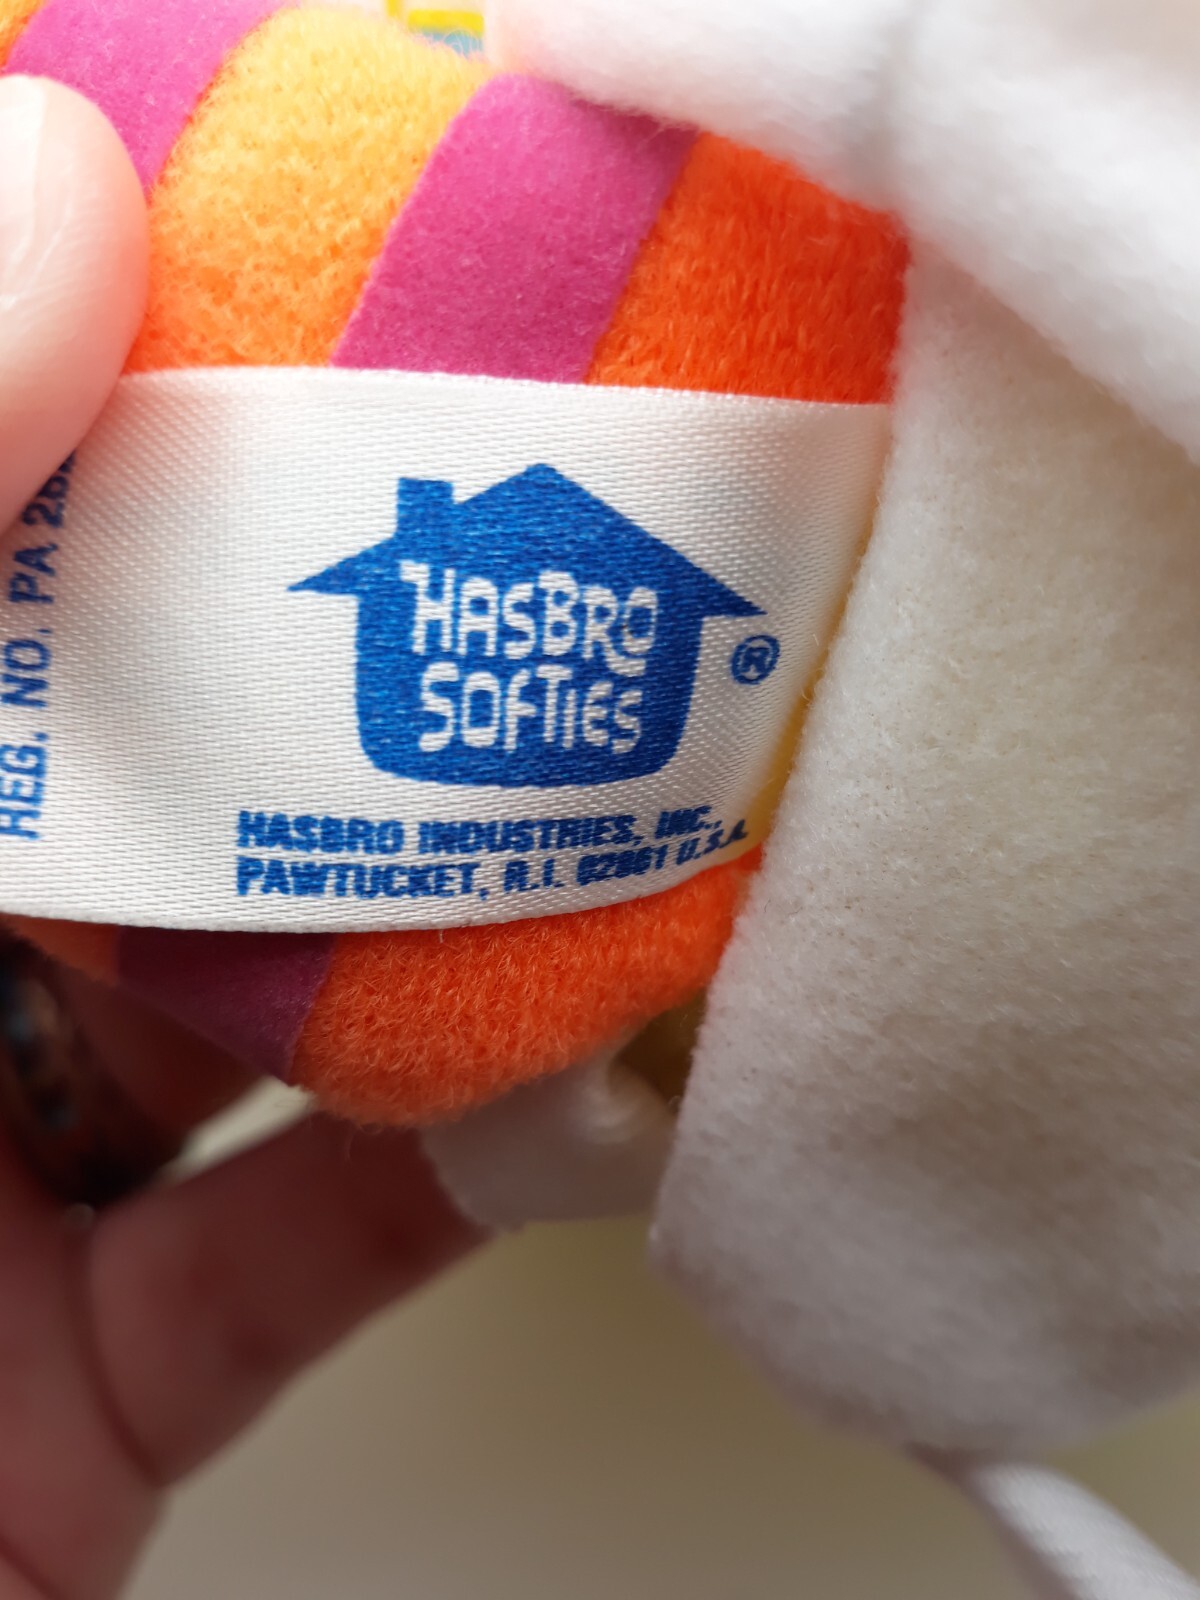 HASBRO
SOFTIES
®
HASBRO INDUSTRIES, INC.,
PAWTUCKET, R.I. 02861 U.S.A.
REG. NO. PA